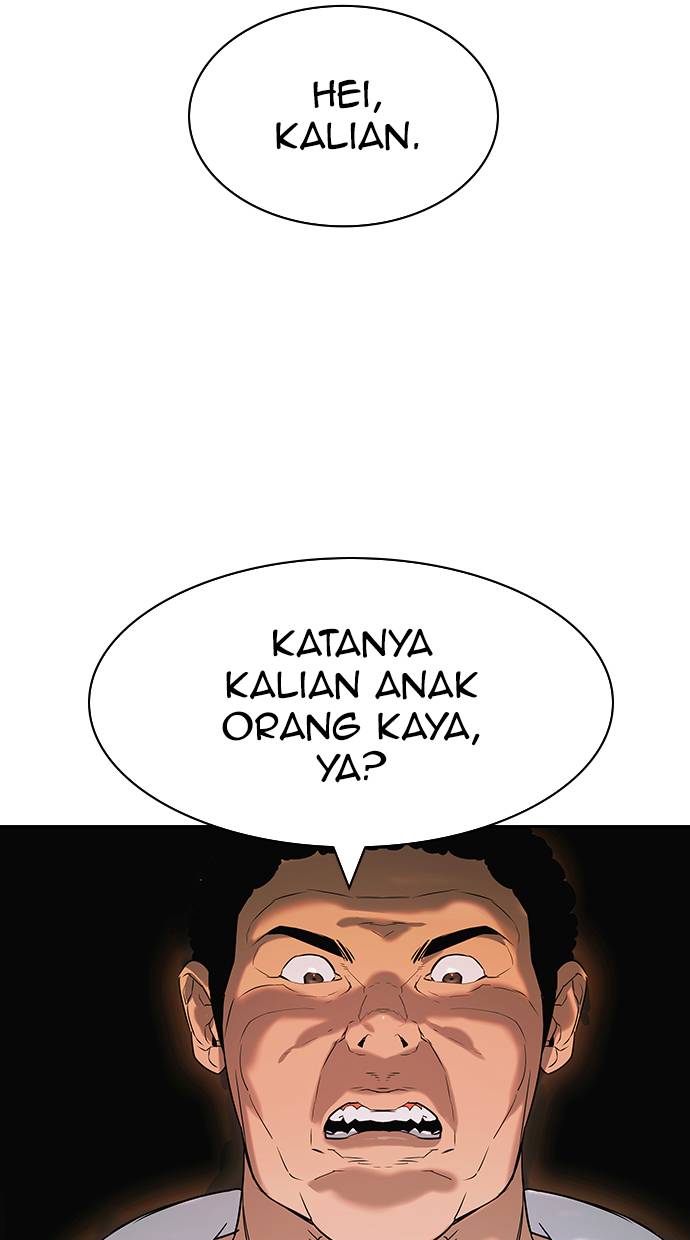 HEI,
KALIAN.
KATANYA
KALIAN ANAK
ORANG KAYA,
YA?